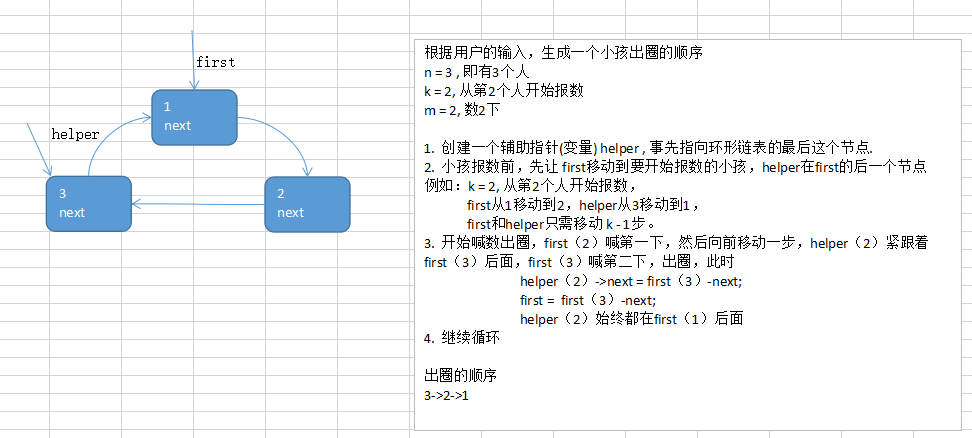 first
1
next
helper
3
next
2
next
根据用户的输入，生成一个小孩出圈的顺序
n = 3 , 即有3个人
k = 2, 从第2个人开始报数
m = 2, 数2下
1. 创建一个辅助指针(变量) helper , 事先指向环形链表的最后这个节点.
2. 小孩报数前，先让 first移动到要开始报数的小孩，helper在first的后一个节点
例如：k = 2, 从第2个人开始报数，
first从1移动到2，helper从3移动到1，
first和helper只需移动 k - 1步。
3. 开始喊数出圈，first（2）喊第一下，然后向前移动一步，helper（2）紧跟着
first（3）后面，first（3）喊第二下，出圈，此时
helper（2）->next = first（3）-next;
first = first（3）-next;
helper（2）始终都在first（1）后面
4. 继续循环
出圈的顺序
3->2->1